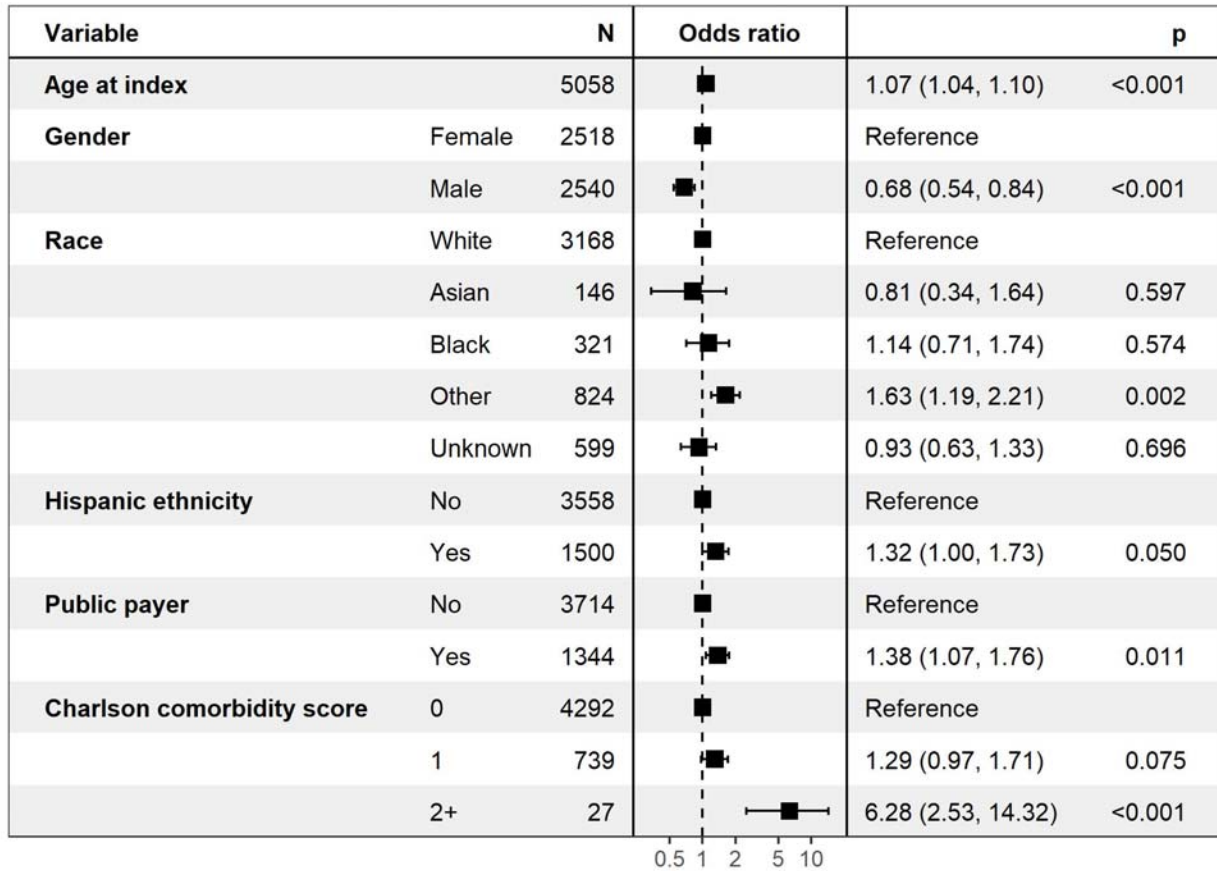 Variable N Odds ratio p
Age at index 5058 1.07 (1.04, 1.10) <0.001
Gender Female 2518 Reference
Male 2540 0.68 (0.54, 0.84) <0.001
Race White 3168 Reference
Asian 146 0.81 (0.34, 1.64) 0.597
Black 321 1.14 (0.71, 1.74) 0.574
Other 824 1.63 (1.19, 2.21) 0.002
Unknown 599 0.93 (0.63, 1.33) 0.696
Hispanic ethnicity No 3558 Reference
Yes 1500 1.32 (1.00, 1.73) 0.050
Public payer No 3714 Reference
Yes 1344 1.38 (1.07, 1.76) 0.011
Charlson comorbidity score 0 4292 Reference
1 739 1.29 (0.97, 1.71) 0.075
2+ 27 6.28 (2.53, 14.32) <0.001
0.5 1 2 5 10